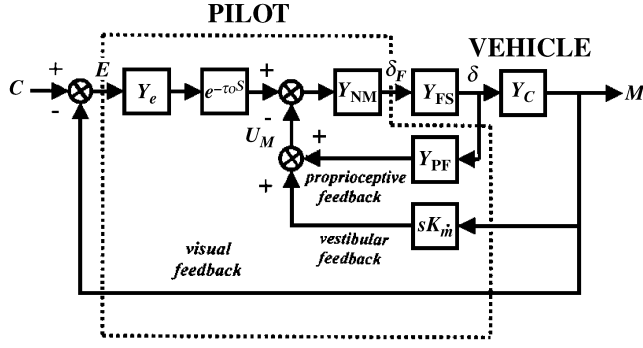 PILOT
VEHICLE
C
+
-
E
Y_e
e^{-τ_0 S}
+
-
Y_NM
δ_F
Y_FS
δ
Y_C
M
U_M
+
+
Y_PF
proprioceptive
feedback
sK_ṁ
vestibular
feedback
visual
feedback